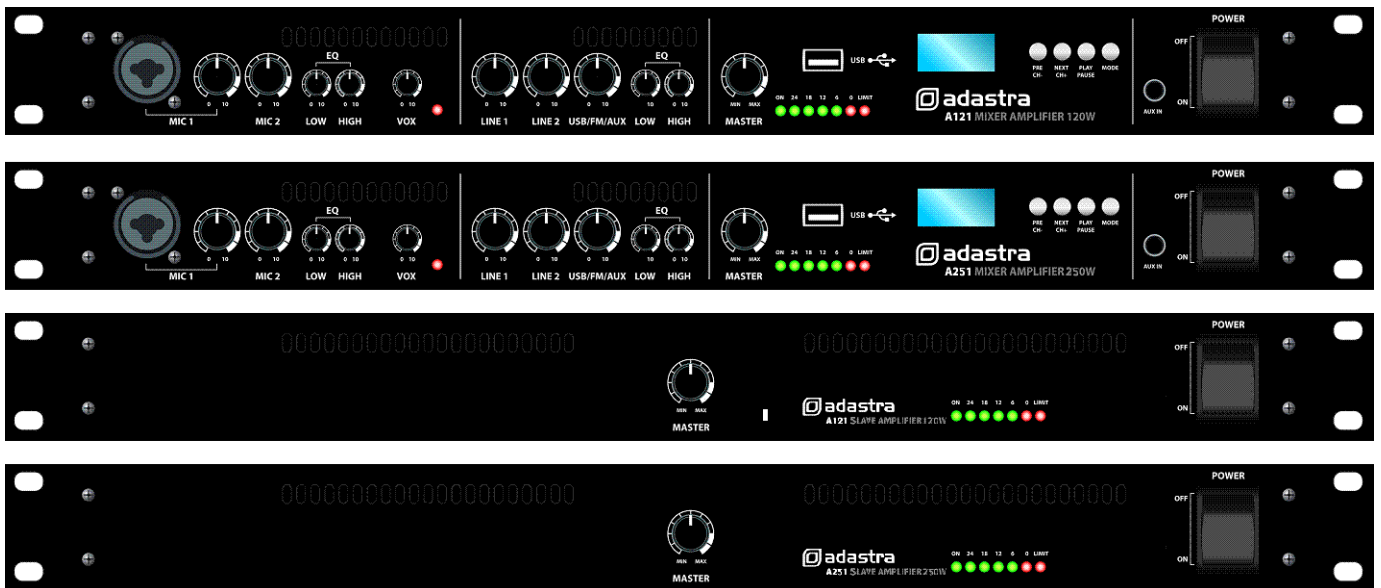 POWER
OFF
EQ
USB
PRE CH-
NEXT CH+
PLAY PAUSE
MODE
0 10
0 10
0 10
0 10
0 10
0 10
0 10
0 10
10
0 10
MIN MAX
ON 24 18 12 6 0 LIMIT
adastra
ON
AUX IN
MIC 1
MIC 2
LOW
HIGH
VOX
LINE 1
LINE 2
USB/FM/AUX
LOW
HIGH
MASTER
A121 MIXER AMPLIFIER 120W
POWER
OFF
EQ
EQ
USB
PRE CH-
NEXT CH+
PLAY PAUSE
MODE
0 10
0 10
0 10
0 10
0 10
0 10
0 10
0 10
10
0 10
MIN MAX
ON 24 18 12 6 0 LIMIT
adastra
ON
AUX IN
MIC 1
MIC 2
LOW
HIGH
VOX
LINE 1
LINE 2
USB/FM/AUX
LOW
HIGH
MASTER
A251 MIXER AMPLIFIER 250W
POWER
OFF
MIN MAX
adastra
ON 24 18 12 6 0 LIMIT
ON
MASTER
A121 SLAVE AMPLIFIER 120W
POWER
OFF
MIN MAX
adastra
ON 24 18 12 6 0 LIMIT
ON
MASTER
A251 SLAVE AMPLIFIER 250W